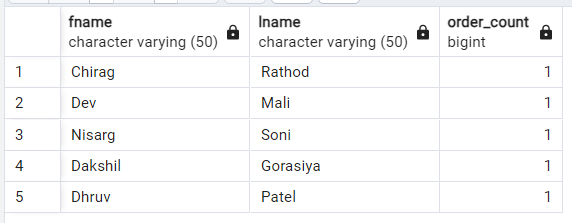 fname lname order_count
character varying (50) character varying (50) bigint
1 Chirag Rathod 1
2 Dev Mali 1
3 Nisarg Soni 1
4 Dakshil Gorasiya 1
5 Dhruv Patel 1